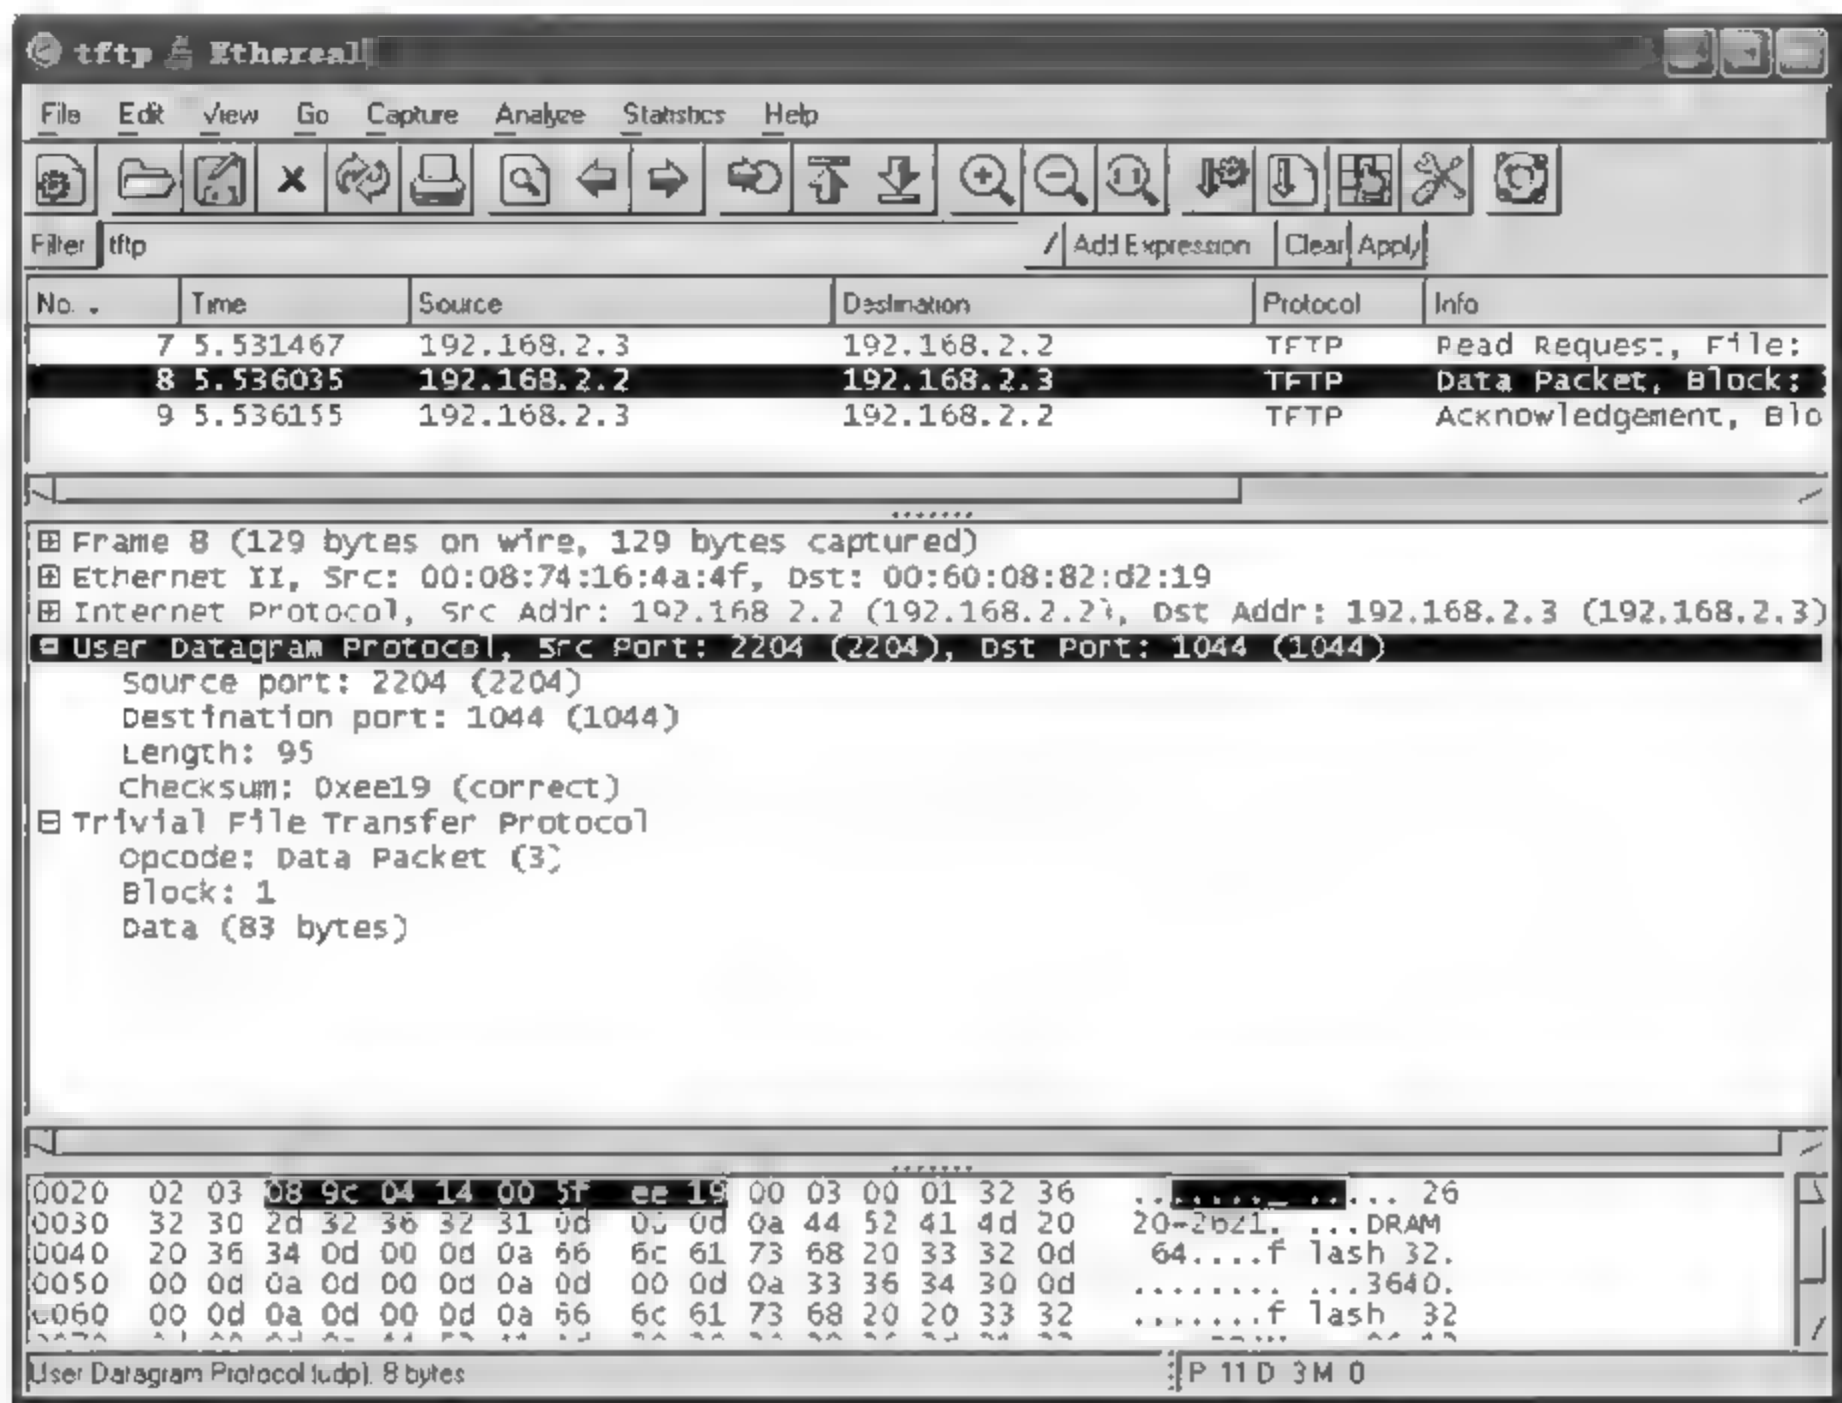 tftp Ethereal
File Edit View Go Capture Analyze Statistics Help
Filter tftp / Add Expression Clear Apply
No. Time Source Destination Protocol Info
7 5.531467 192.168.2.3 192.168.2.2 TFTP Read Request, File:
8 5.536035 192.168.2.2 192.168.2.3 TFTP Data Packet, Block:
9 5.536155 192.168.2.3 192.168.2.2 TFTP Acknowledgement, Blo
Frame 8 (129 bytes on wire, 129 bytes captured)
Ethernet II, Src: 00:08:74:16:4a:4f, Dst: 00:60:08:82:d2:19
Internet Protocol, Src Addr: 192.168.2.2 (192.168.2.2), Dst Addr: 192.168.2.3 (192.168.2.3)
User Datagram Protocol, Src Port: 2204 (2204), Dst Port: 1044 (1044)
Source port: 2204 (2204)
Destination port: 1044 (1044)
Length: 95
Checksum: 0xee19 (correct)
Trivial File Transfer Protocol
Opcode: Data Packet (3)
Block: 1
Data (83 bytes)
0020 02 03 08 9c 04 14 00 5f ee 19 00 03 00 01 32 36 ......._ ...... 26
0030 32 30 2d 32 36 32 31 0d 00 0d 0a 44 52 41 4d 20 20-2621. ...DRAM
0040 20 36 34 0d 00 0d 0a 66 6c 61 73 68 20 33 32 0d 64....f lash 32.
0050 00 0d 0a 0d 00 0d 0a 0d 00 0d 0a 33 36 34 30 0d ........ ...3640.
0060 00 0d 0a 0d 00 0d 0a 66 6c 61 73 68 20 20 33 32 .......f lash 32
User Datagram Protocol (udp), 8 bytes P 11 D 3 M 0